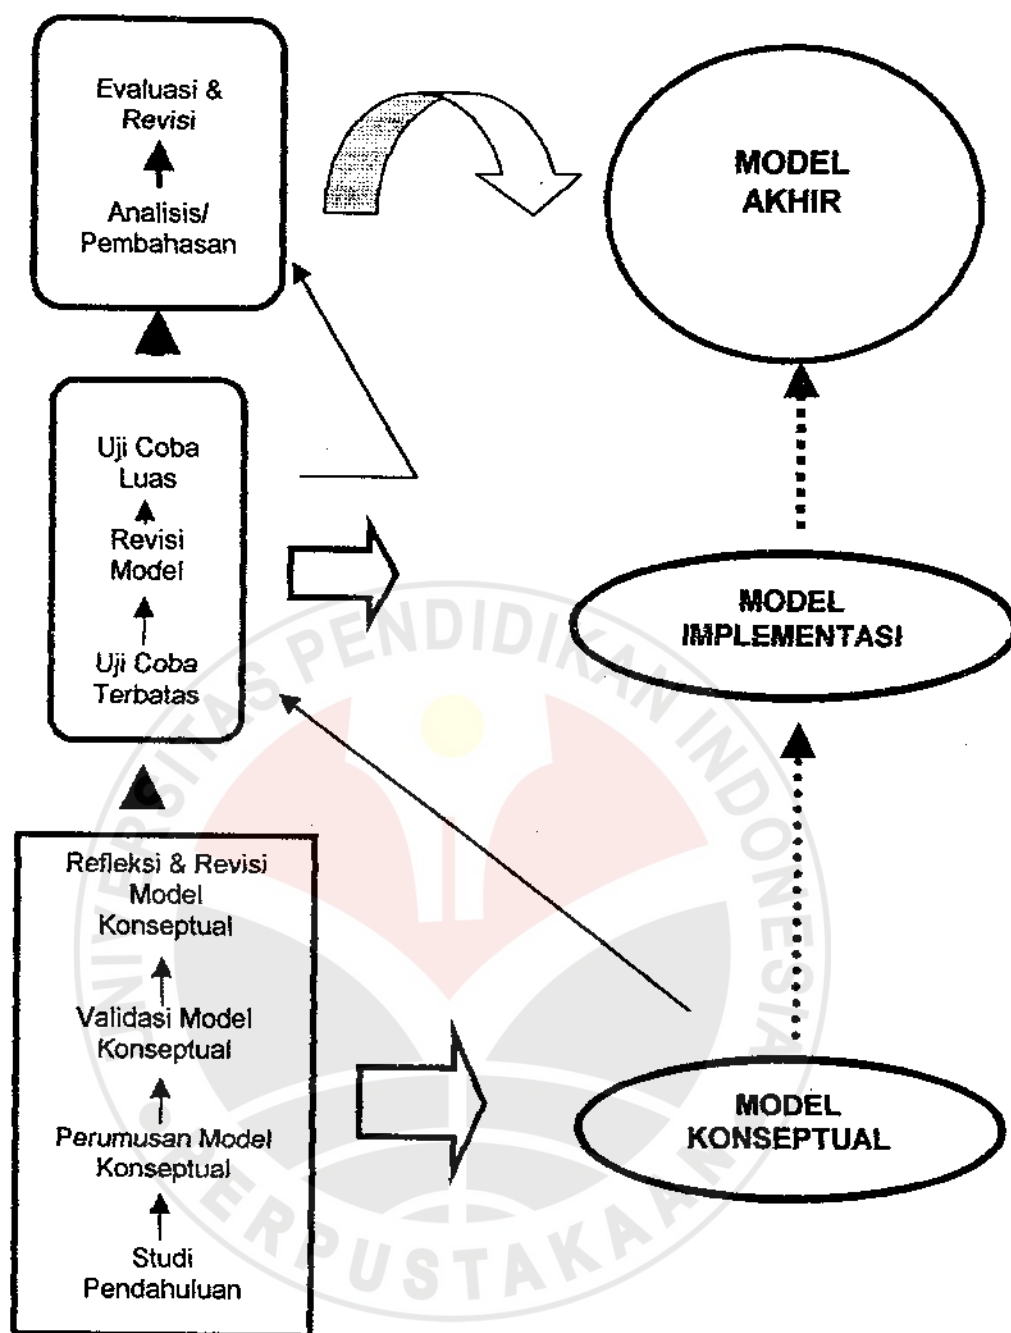 Evaluasi &
Revisi
Analisis/
Pembahasan
MODEL
AKHIR
Uji Coba
Luas
Revisi
Model
Uji Coba
Terbatas
MODEL
IMPLEMENTASI
Refleksi & Revisi
Model
Konseptual
Validasi Model
Konseptual
Perumusan Model
Konseptual
Studi
Pendahuluan
MODEL
KONSEPTUAL
UNIVERSITAS PENDIDIKAN INDONESIA
PERPUSTAKAAN